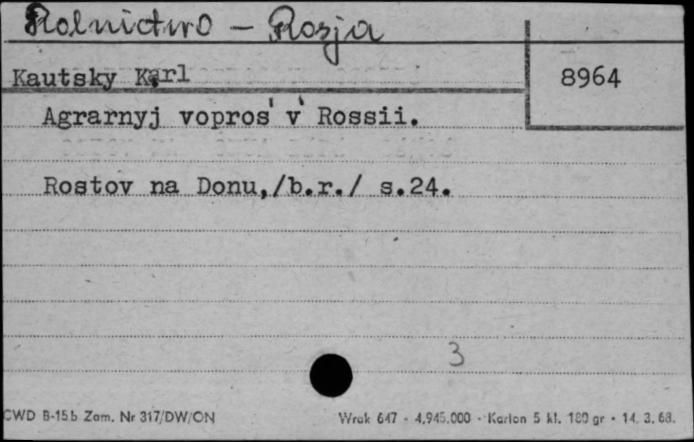 Rolnictwo - Rosja
Kautsky Karl
8964
Agrarnyj vopros' v' Rossii.
Rostov na Donu,/b.r./ s.24.
3
CWD B-15b Zam. Nr 317/DW/ON
Wrak 647 - 4,945.000 - Karton 5 kl. 180 gr - 14. 3. 68.